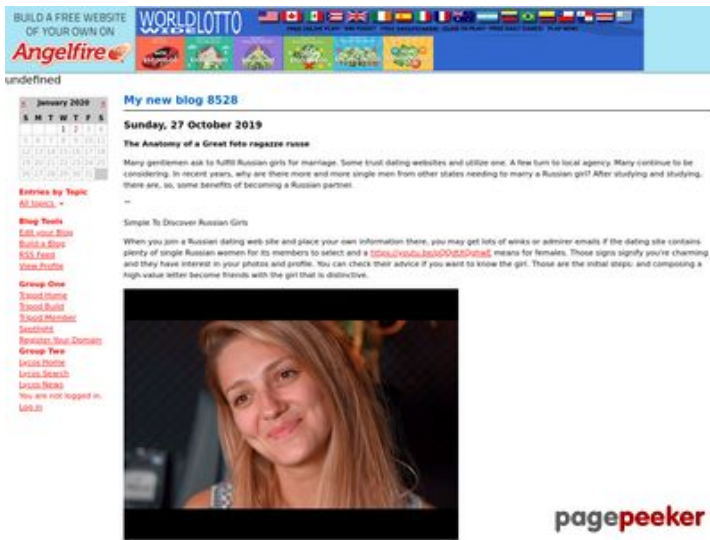 BUILD A FREE WEBSITE
OF YOUR OWN ON
Angelfire
WORLDLOTTO
WIDE
undefined
« January 2020 »
S M T W T F S
1 2 3 4
Entries by Topic
All topics
Blog Tools
Edit your Blog
Build a Blog
RSS Feed
View Profile
Group One
Tripod Home
Tripod Build
Tripod Member
Spotlight
Register Your Domain
Group Two
Lycos Home
Lycos Search
Lycos News
You are not logged in.
Log in
My new blog 8528
Sunday, 27 October 2019
The Anatomy of a Great foto ragazze russe
Many gentlemen ask to fulfill Russian girls for marriage. Some trust dating websites and utilize one. A few turn to local agency. Many continue to be
considering. In recent years, why are there more and more single men from other states needing to marry a Russian girl? After studying and studying,
there are, so, some benefits of becoming a Russian partner.
Simple To Discover Russian Girls
When you join a Russian dating web site and place your own information there, you may get lots of winks or admirer emails if the dating site contains
plenty of single Russian women for its members to select and a means for females. Those signs signify you're charming
and they have interest in your photos and profile. You can check their advice if you want to know the girl. Those are the initial steps: and composing a
high-value letter become friends with the girl that is distinctive.
pagepeeker